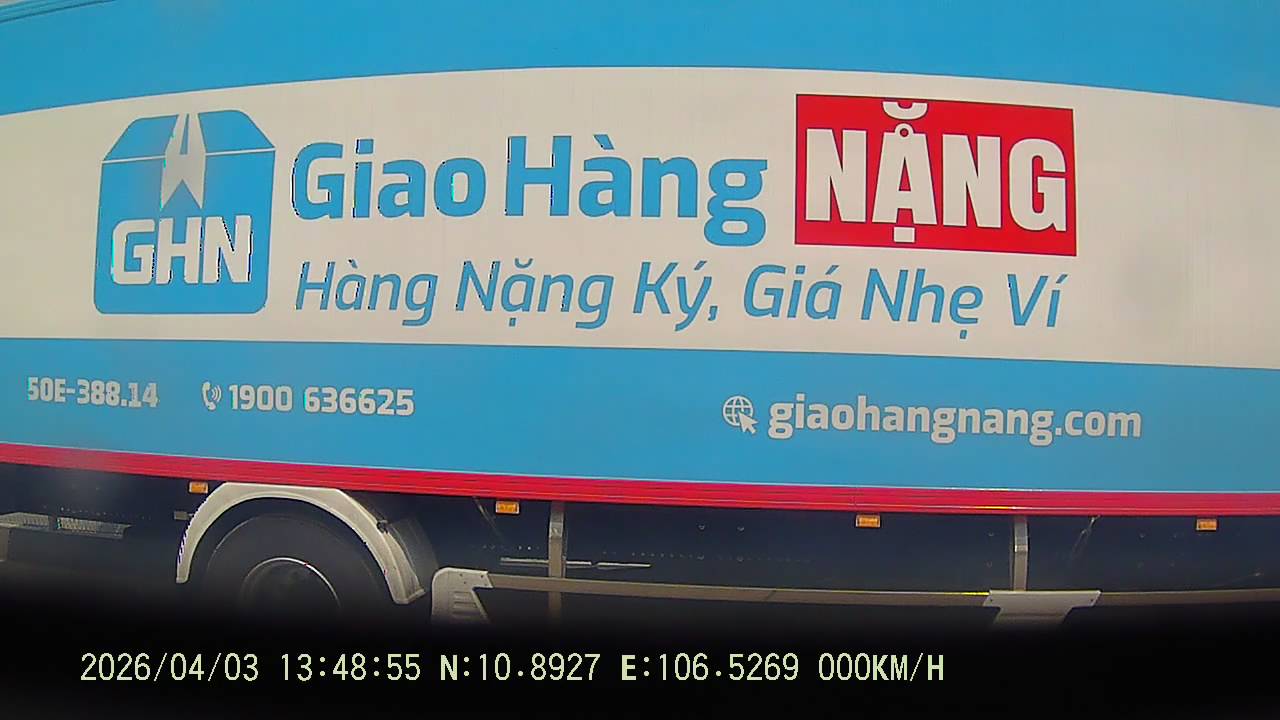 GHN
Giao Hàng NẶNG
Hàng Nặng Ký, Giá Nhẹ Ví
50E-388.14 1900 636625 giaohangnang.com
2026/04/03 13:48:55 N:10.8927 E:106.5269 000KM/H